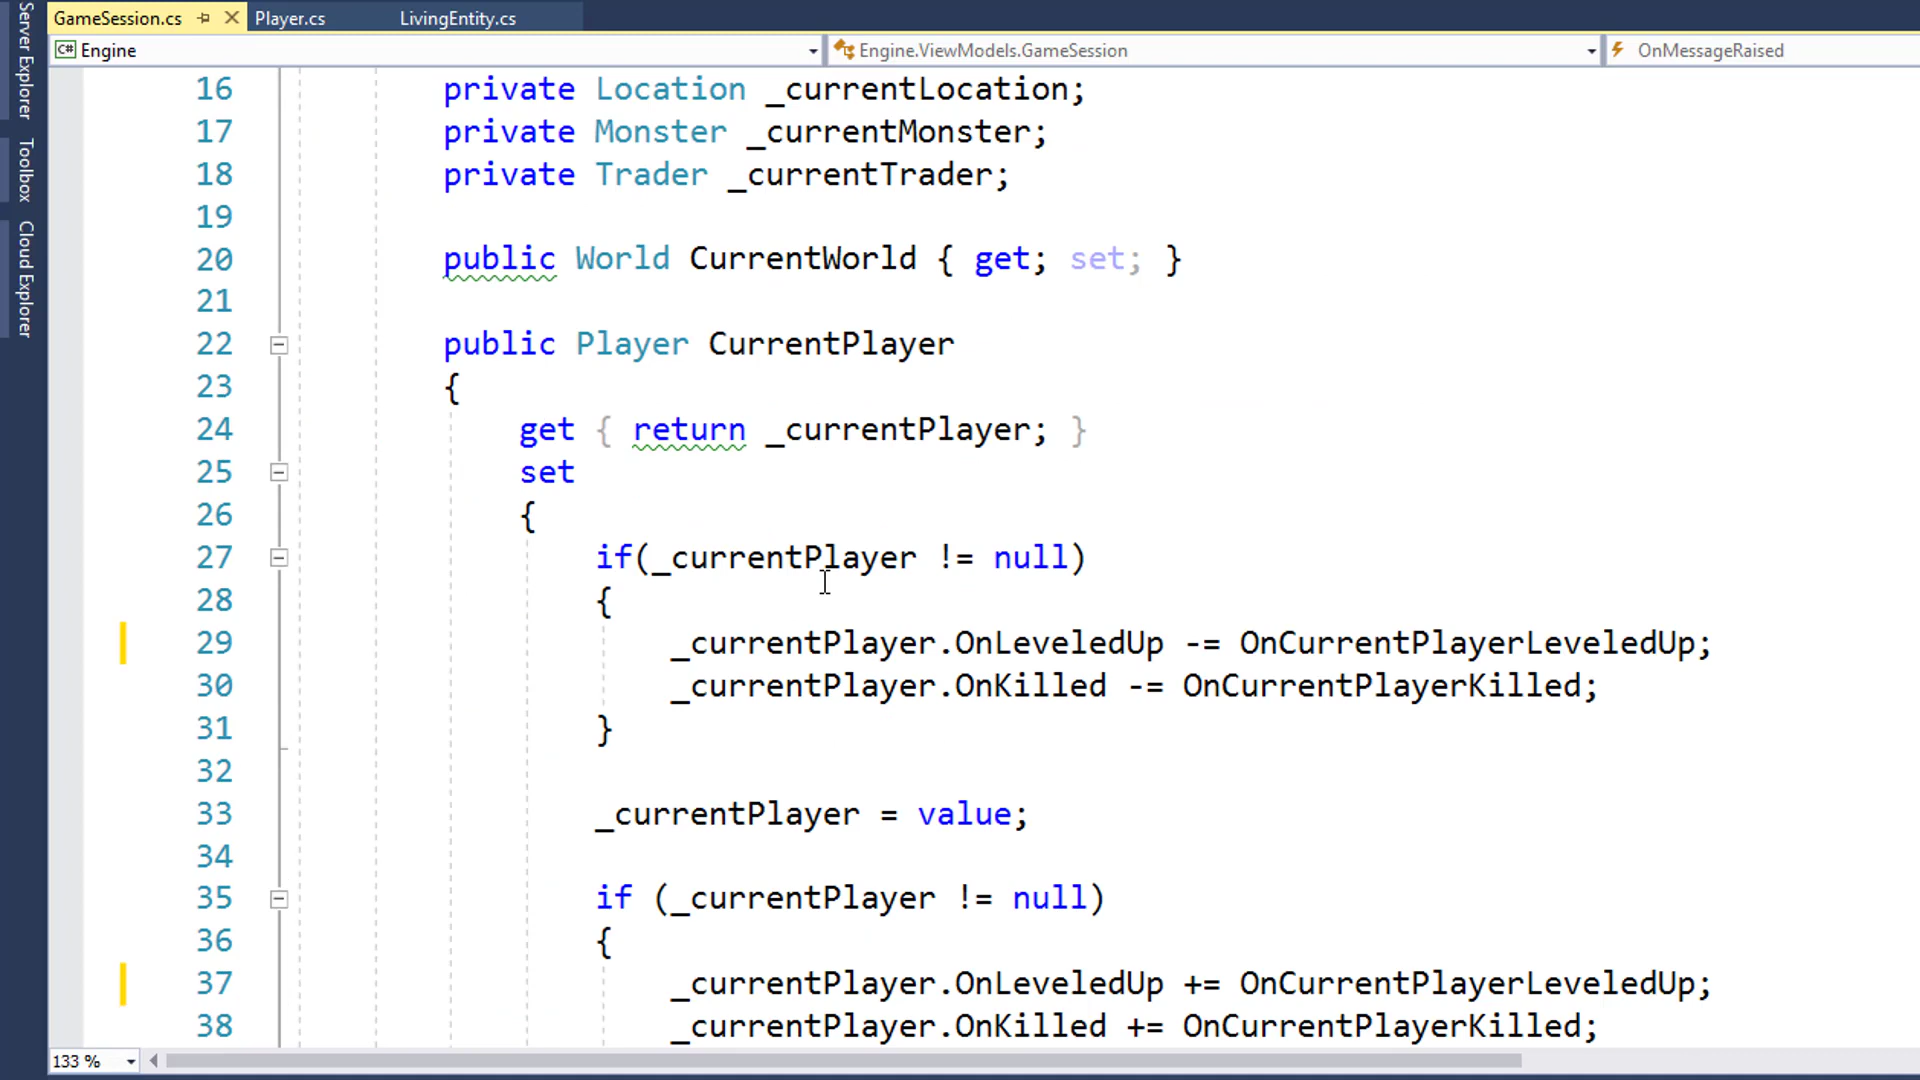 GameSession.cs
Player.cs
LivingEntity.cs
Server Explorer
Toolbox
Cloud Explorer
C# Engine
Engine.ViewModels.GameSession
OnMessageRaised
16 private Location _currentLocation;
17 private Monster _currentMonster;
18 private Trader _currentTrader;
19
20 public World CurrentWorld { get; set; }
21
22 public Player CurrentPlayer
23 {
24 get { return _currentPlayer; }
25 set
26 {
27 if(_currentPlayer != null)
28 {
29 _currentPlayer.OnLeveledUp -= OnCurrentPlayerLeveledUp;
30 _currentPlayer.OnKilled -= OnCurrentPlayerKilled;
31 }
32
33 _currentPlayer = value;
34
35 if (_currentPlayer != null)
36 {
37 _currentPlayer.OnLeveledUp += OnCurrentPlayerLeveledUp;
38 _currentPlayer.OnKilled += OnCurrentPlayerKilled;
133 %